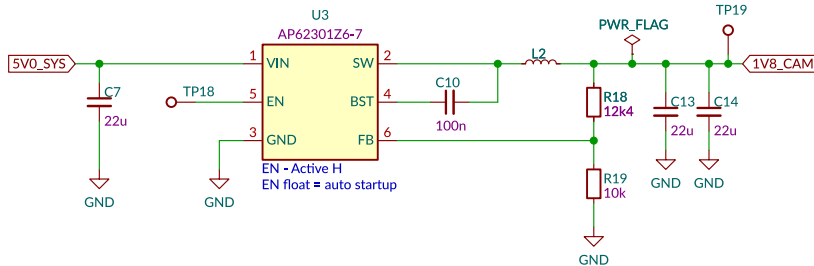 U3
AP62301Z6-7
TP19
PWR_FLAG
5V0_SYS
1 VIN
SW 2
L2
1V8_CAM
C7
22u
TP18
5 EN
BST 4
C10
100n
R18
12k4
C13
22u
C14
22u
3 GND
FB 6
EN - Active H
EN float = auto startup
GND
GND
GND
GND
R19
10k
GND